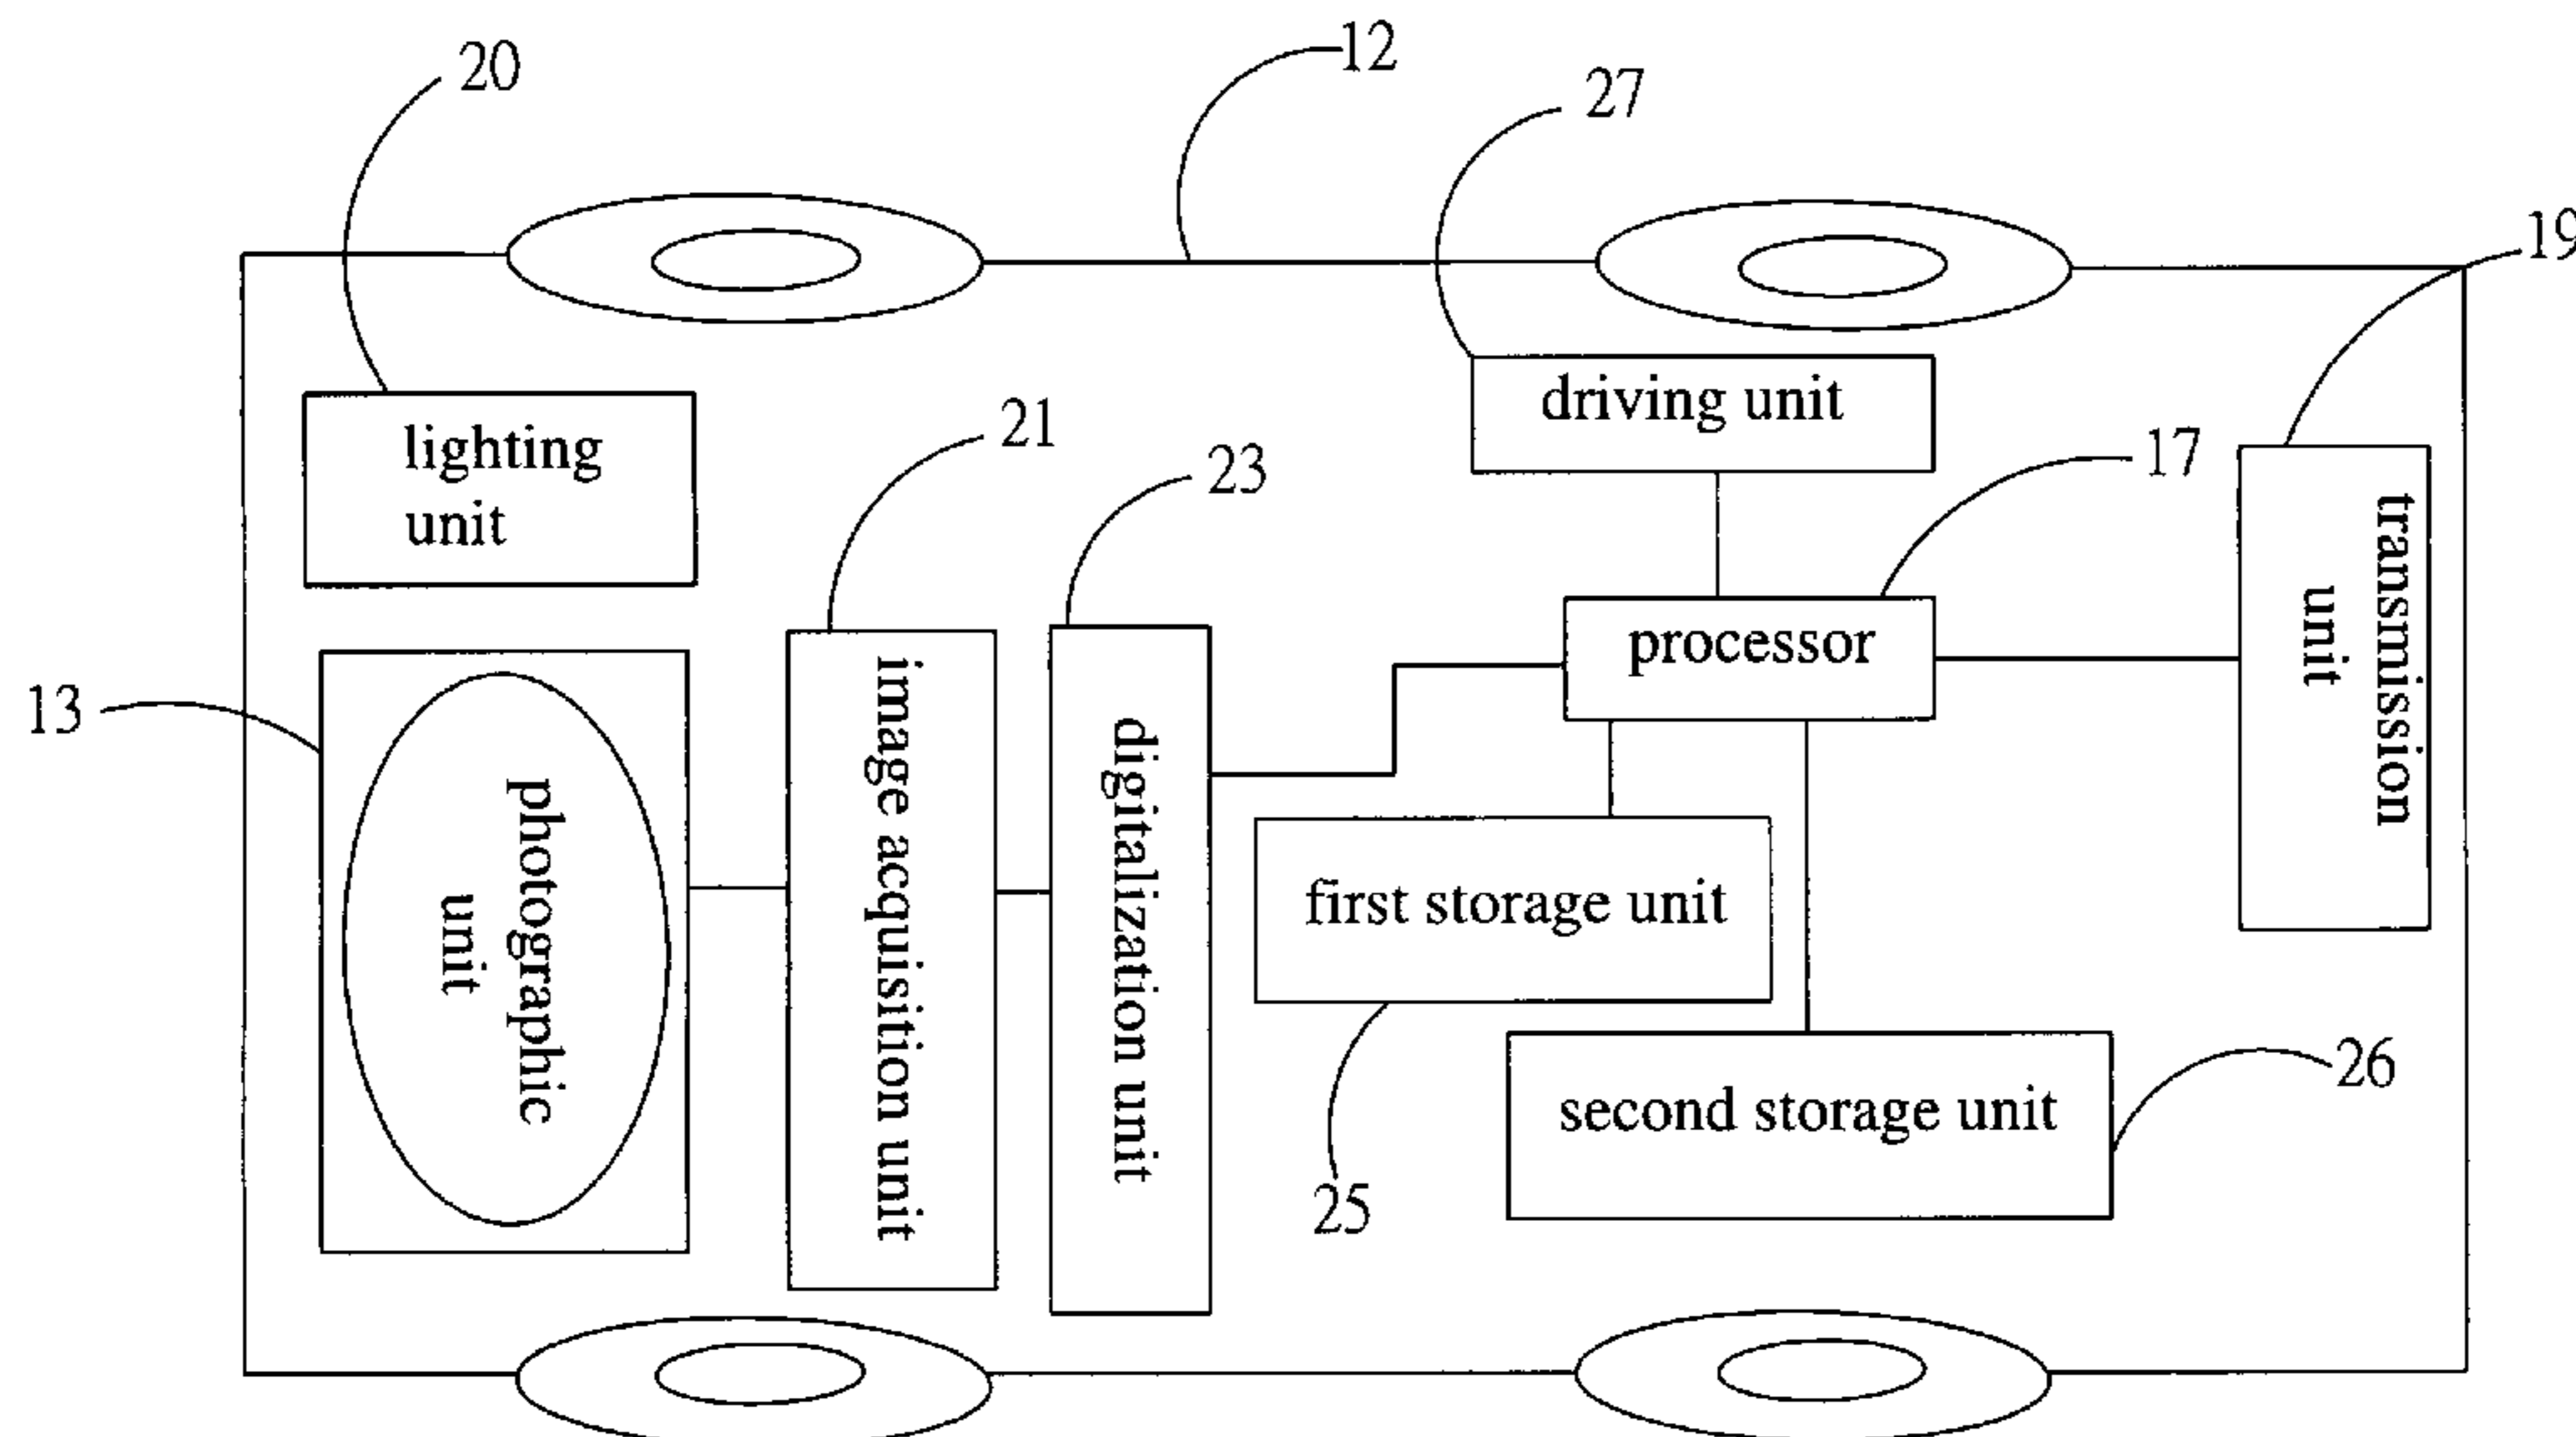 12
20
27
19
lighting
unit
driving unit
21
23
17
transmission
unit
processor
13
photographic
unit
image acquisition unit
digitalization unit
first storage unit
25
second storage unit
26